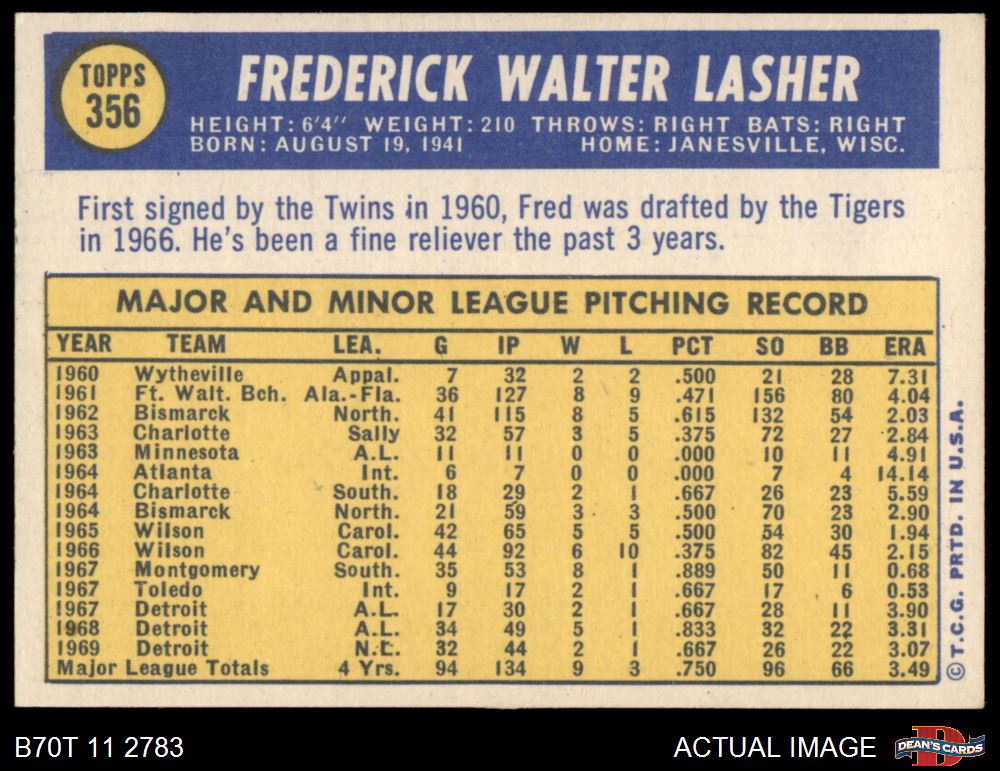 TOPPS
356
FREDERICK WALTER LASHER
HEIGHT: 6'4" WEIGHT: 210 THROWS: RIGHT BATS: RIGHT
BORN: AUGUST 19, 1941 HOME: JANESVILLE, WISC.
First signed by the Twins in 1960, Fred was drafted by the Tigers
in 1966. He's been a fine reliever the past 3 years.
MAJOR AND MINOR LEAGUE PITCHING RECORD
YEAR TEAM LEA. G IP W L PCT SO BB ERA
1960 Wytheville Appal. 7 32 2 2 .500 21 28 7.31
1961 Ft. Walt. Bch. Ala.-Fla. 36 127 8 9 .471 156 80 4.04
1962 Bismarck North. 41 115 8 5 .615 132 54 2.03
1963 Charlotte Sally 32 57 3 5 .375 72 27 2.84
1963 Minnesota A.L. 11 11 0 0 .000 10 11 4.91
1964 Atlanta Int. 6 7 0 0 .000 7 4 14.14
1964 Charlotte South. 18 29 2 1 .667 26 23 5.59
1964 Bismarck North. 21 59 3 3 .500 70 23 2.90
1965 Wilson Carol. 42 65 5 5 .500 54 30 1.94
1966 Wilson Carol. 44 92 6 10 .375 82 45 2.15
1967 Montgomery South. 35 53 8 1 .889 50 11 0.68
1967 Toledo Int. 9 17 2 1 .667 17 6 0.53
1967 Detroit A.L. 17 30 2 1 .667 28 11 3.90
1968 Detroit A.L. 34 49 5 1 .833 32 22 3.31
1969 Detroit N.L. 32 44 2 1 .667 26 22 3.07
Major League Totals 4 Yrs. 94 134 9 3 .750 96 66 3.49
© T.C.G. PRTD. IN U.S.A.
B70T 11 2783
ACTUAL IMAGE
DEAN'S CARDS